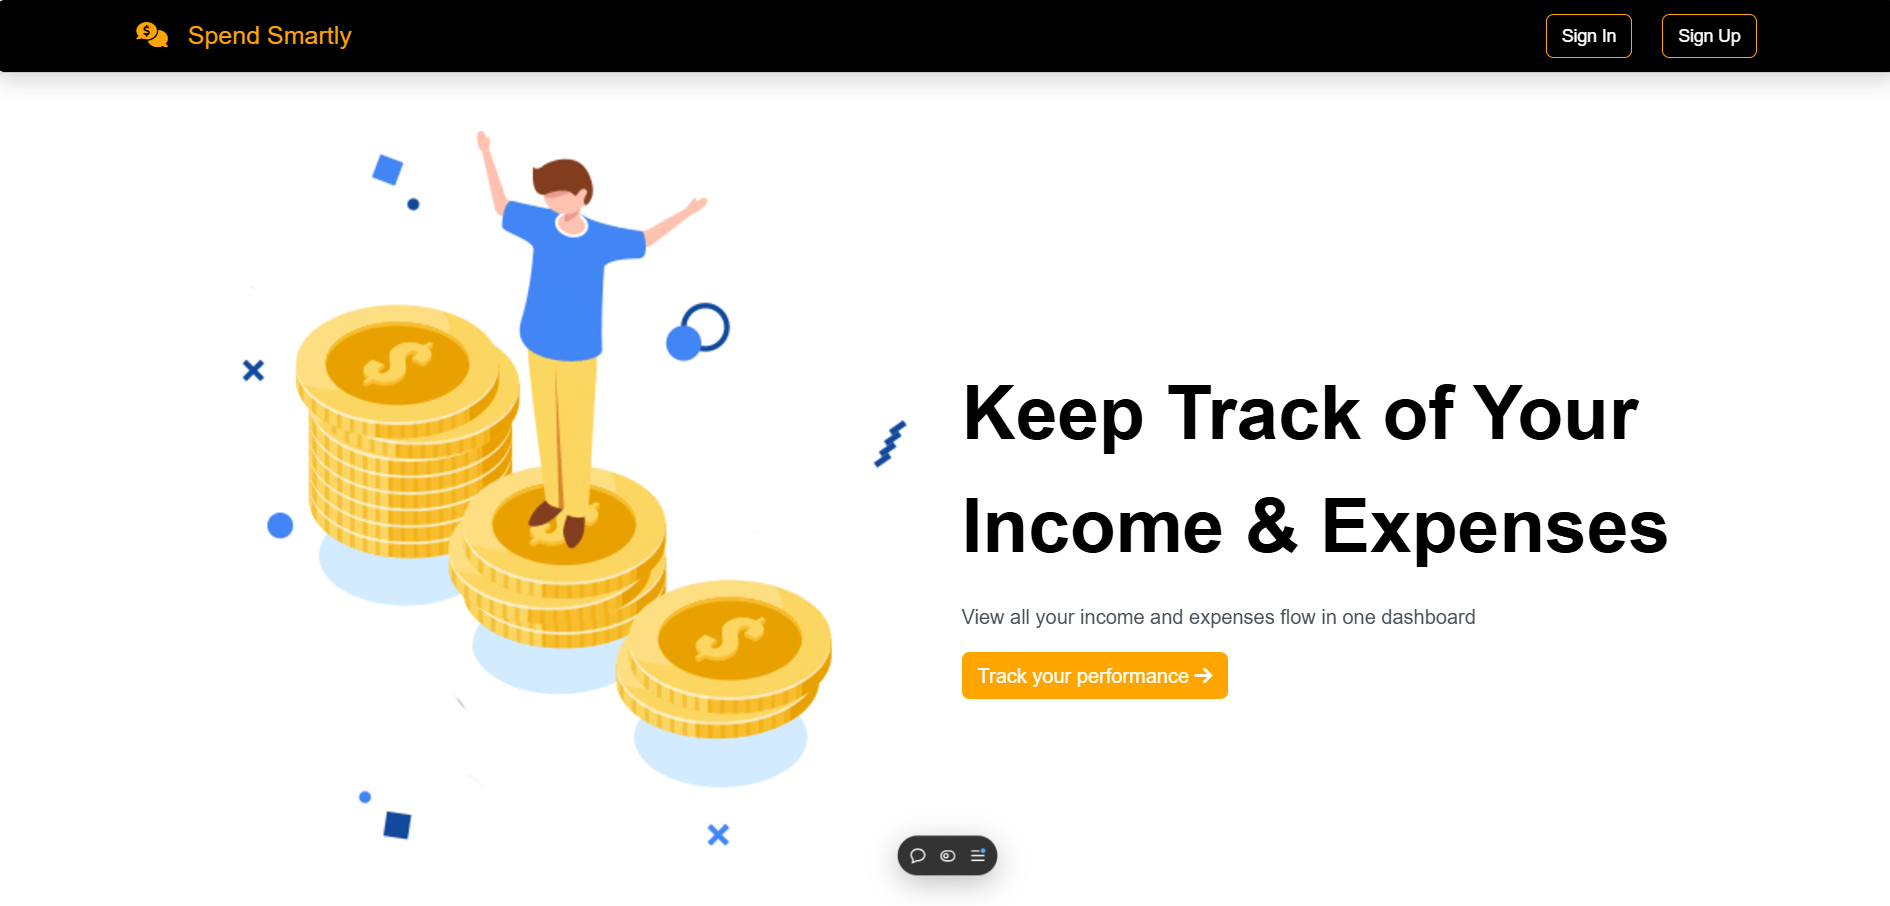 Spend Smartly
Sign In
Sign Up
Keep Track of Your
Income & Expenses
View all your income and expenses flow in one dashboard
Track your performance →